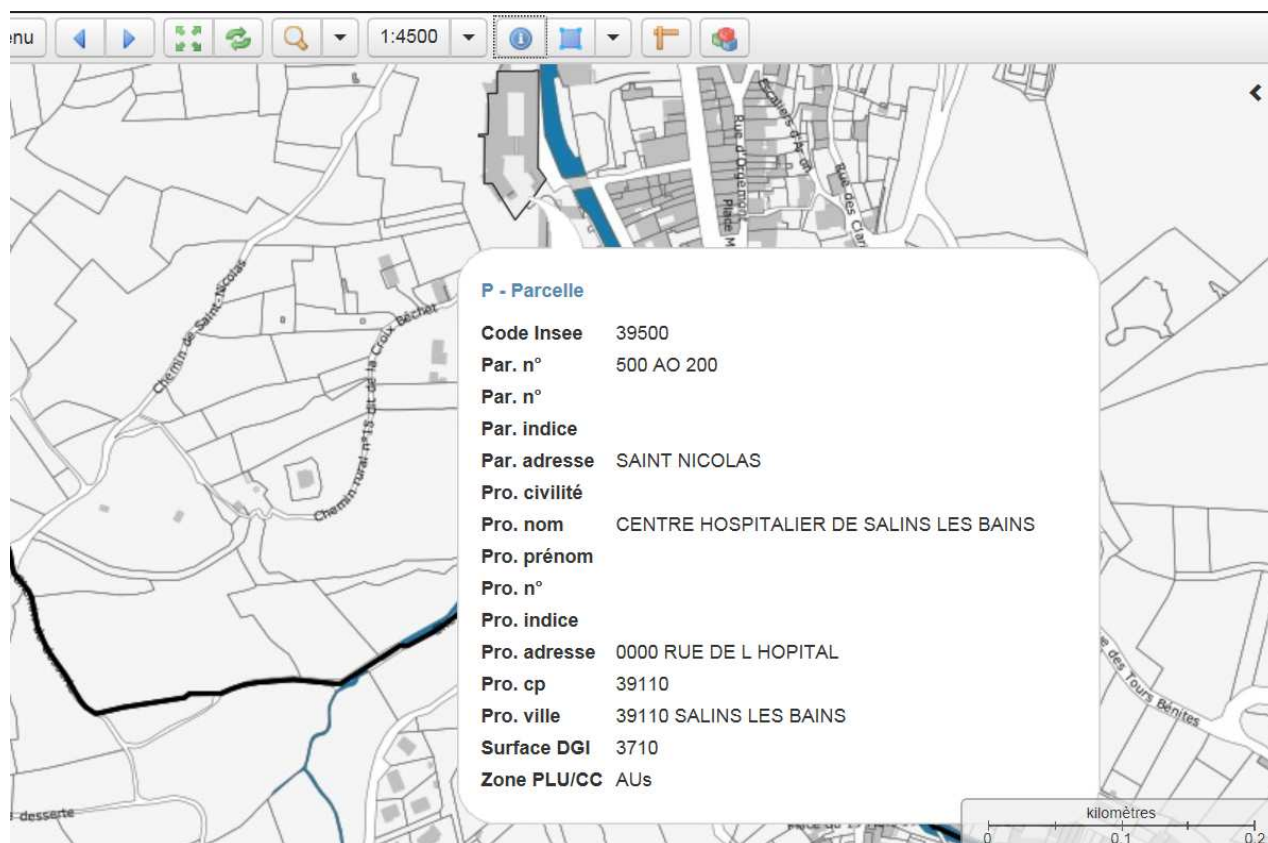 enu
1:4500
Escaliers d'Aron
Rue d'Orgemont
Rue des Clar
Place M
Chemin de Saint-Nicolas
Chemin rural n°15 dit de la Croix Béchet
P - Parcelle
Code Insee 39500
Par. n° 500 AO 200
Par. n°
Par. indice
Par. adresse SAINT NICOLAS
Pro. civilité
Pro. nom CENTRE HOSPITALIER DE SALINS LES BAINS
Pro. prénom
Pro. n°
Pro. indice
Pro. adresse 0000 RUE DE L HOPITAL
Pro. cp 39110
Pro. ville 39110 SALINS LES BAINS
Surface DGI 3710
Zone PLU/CC AUs
e des Tours Bénites
desserte
kilomètres
0 0.1 0.2